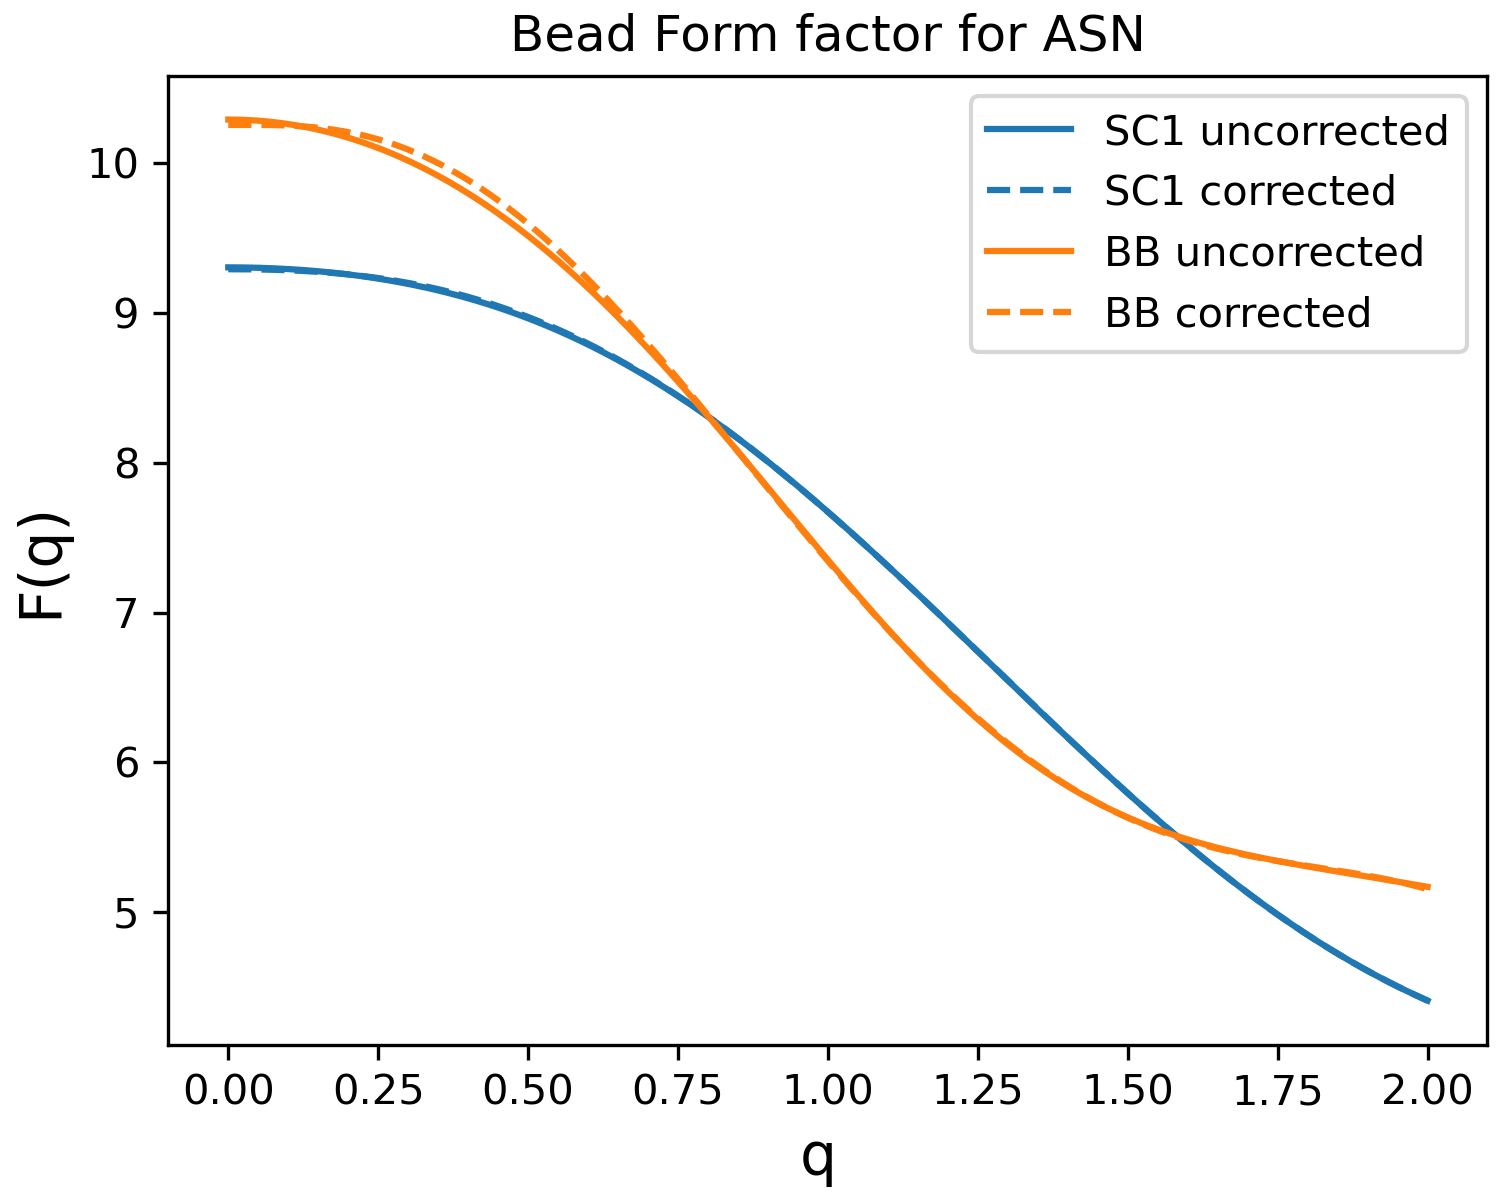 Bead Form factor for ASN
SC1 uncorrected
SC1 corrected
BB uncorrected
BB corrected
10
9
8
7
6
5
F(q)
0.00 0.25 0.50 0.75 1.00 1.25 1.50 1.75 2.00
q